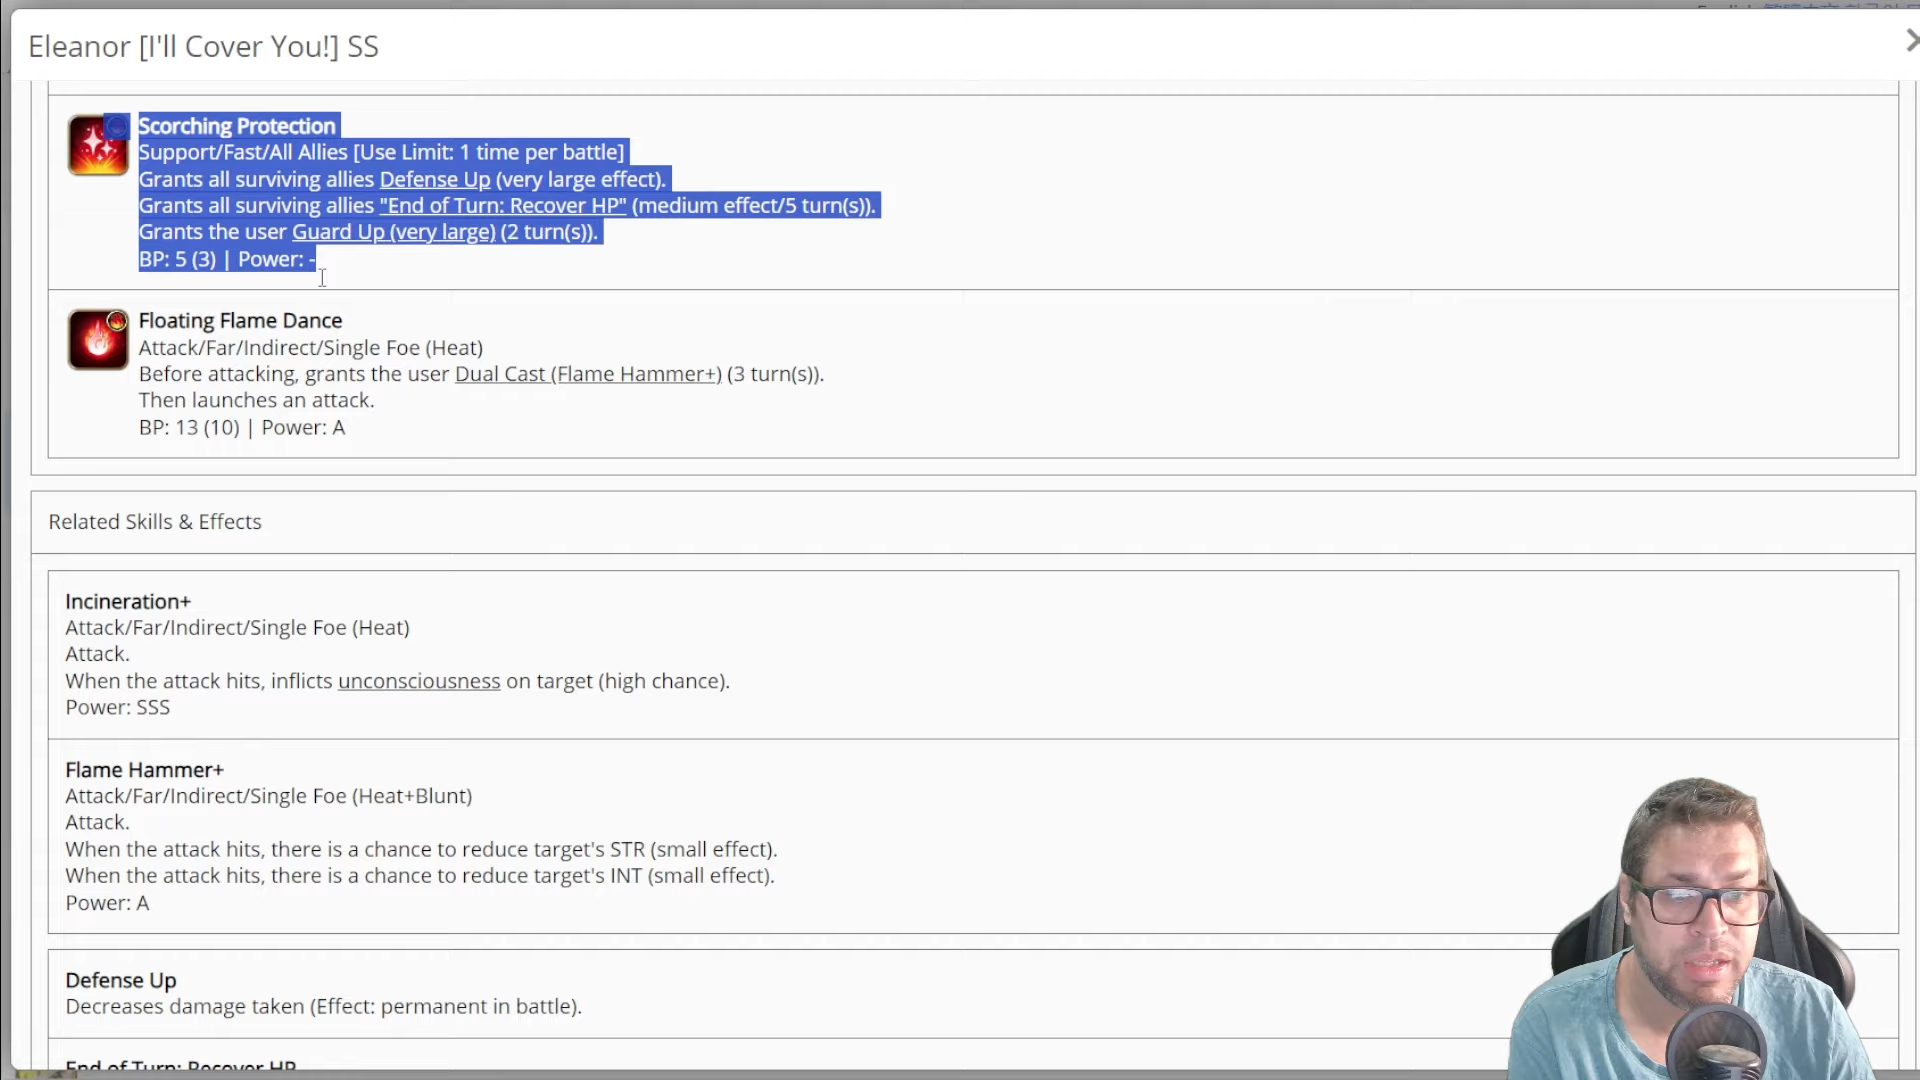 Eleanor [I'll Cover You!] SS
Scorching Protection
Support/Fast/All Allies [Use Limit: 1 time per battle]
Grants all surviving allies Defense Up (very large effect).
Grants all surviving allies "End of Turn: Recover HP" (medium effect/5 turn(s)).
Grants the user Guard Up (very large) (2 turn(s)).
BP: 5 (3) | Power: -
Floating Flame Dance
Attack/Far/Indirect/Single Foe (Heat)
Before attacking, grants the user Dual Cast (Flame Hammer+) (3 turn(s)).
Then launches an attack.
BP: 13 (10) | Power: A
Related Skills & Effects
Incineration+
Attack/Far/Indirect/Single Foe (Heat)
Attack.
When the attack hits, inflicts unconsciousness on target (high chance).
Power: SSS
Flame Hammer+
Attack/Far/Indirect/Single Foe (Heat+Blunt)
Attack.
When the attack hits, there is a chance to reduce target's STR (small effect).
When the attack hits, there is a chance to reduce target's INT (small effect).
Power: A
Defense Up
Decreases damage taken (Effect: permanent in battle).
End of Turn: Recover HP